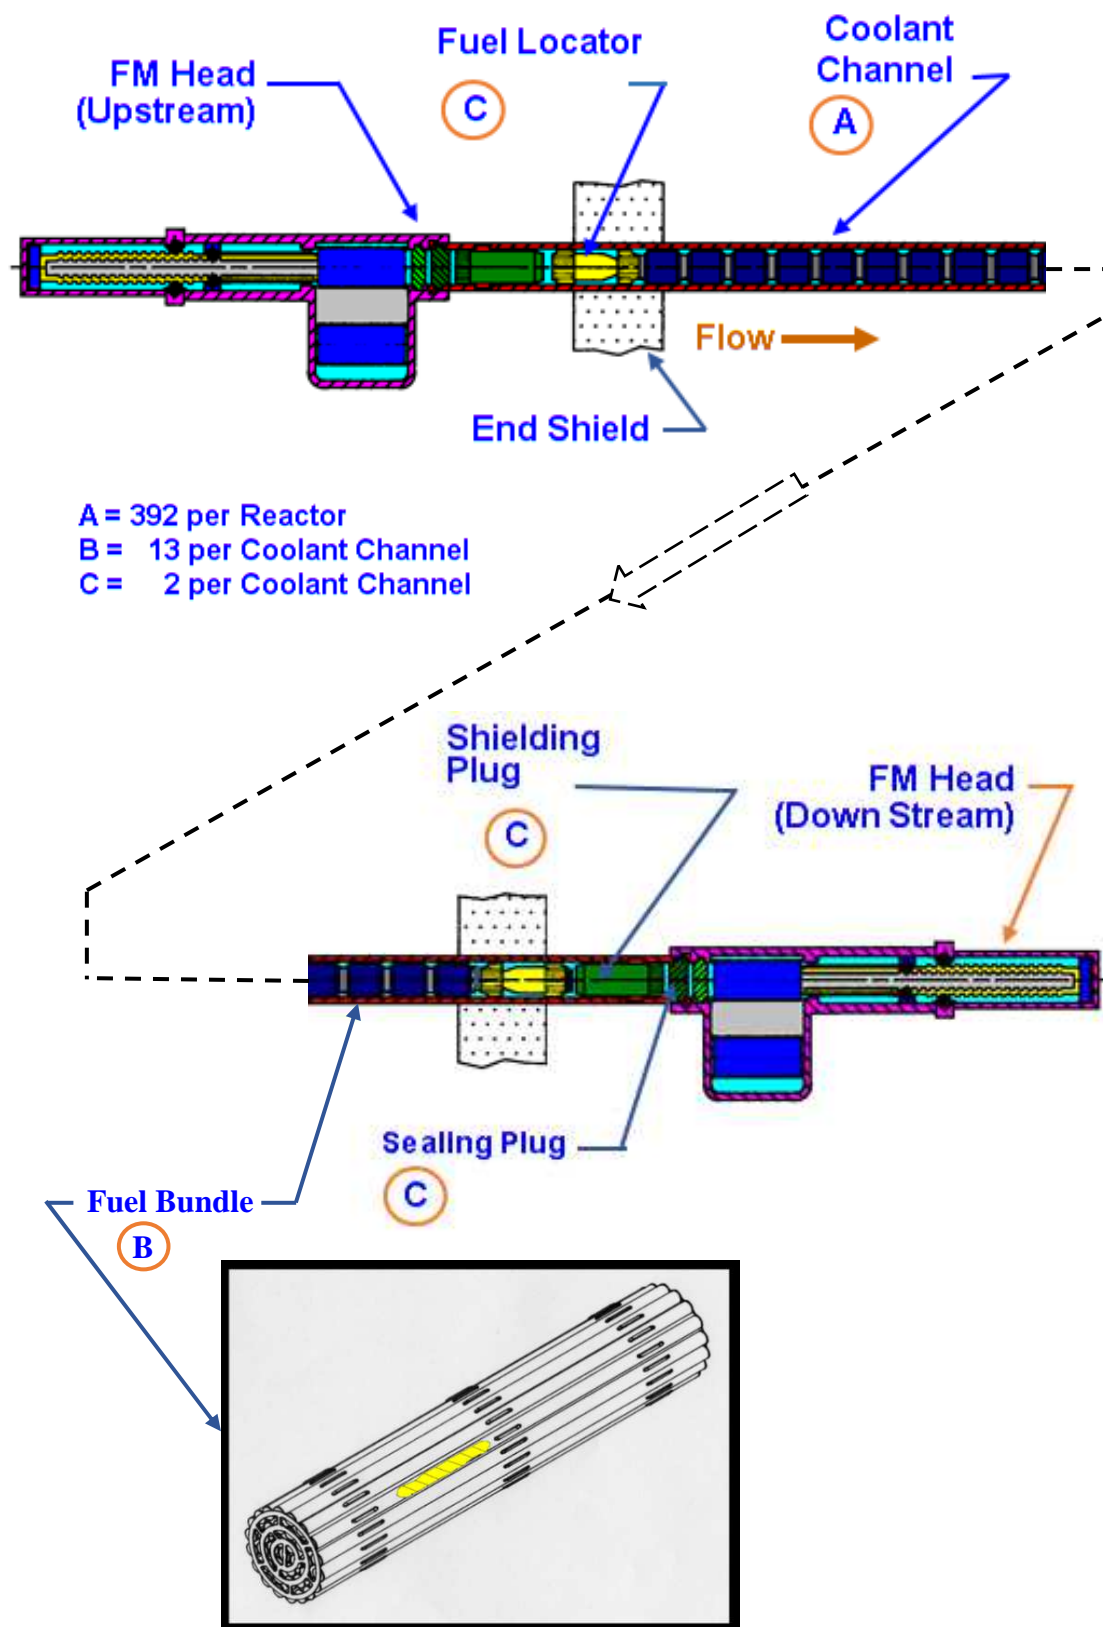 Fuel Locator
C
Coolant
Channel
A
FM Head
(Upstream)
Flow
End Shield
A = 392 per Reactor
B = 13 per Coolant Channel
C = 2 per Coolant Channel
Shielding
Plug
C
FM Head
(Down Stream)
Sealing Plug
C
Fuel Bundle
B